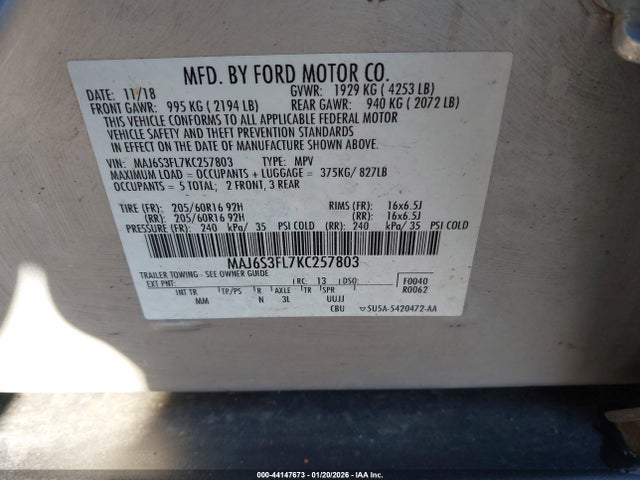 MFD. BY FORD MOTOR CO.
DATE: 11/18 GVWR: 1929 KG ( 4253 LB)
FRONT GAWR: 995 KG ( 2194 LB) REAR GAWR: 940 KG ( 2072 LB)
THIS VEHICLE CONFORMS TO ALL APPLICABLE FEDERAL MOTOR
VEHICLE SAFETY AND THEFT PREVENTION STANDARDS
IN EFFECT ON THE DATE OF MANUFACTURE SHOWN ABOVE.
VIN: MAJ6S3FL7KC257803 TYPE: MPV
MAXIMUM LOAD = OCCUPANTS + LUGGAGE = 375KG/ 827LB
OCCUPANTS = 5 TOTAL; 2 FRONT, 3 REAR
TIRE (FR): 205/60R16 92H RIMS (FR): 16x6.5J
(RR): 205/60R16 92H (RR): 16x6.5J
PRESSURE (FR): 240 kPa/ 35 PSI COLD (RR): 240 kPa/ 35 PSI COLD
MAJ6S3FL7KC257803
TRAILER TOWING - SEE OWNER GUIDE
EXT PNT: RC: 13 DSO: F0040
INT TR TP/PS R AXLE TR SPR R0062
MM N 3L UUJJ
CBU 5U5A-5420472-AA
000-44147673 - 01/20/2026 - IAA Inc.